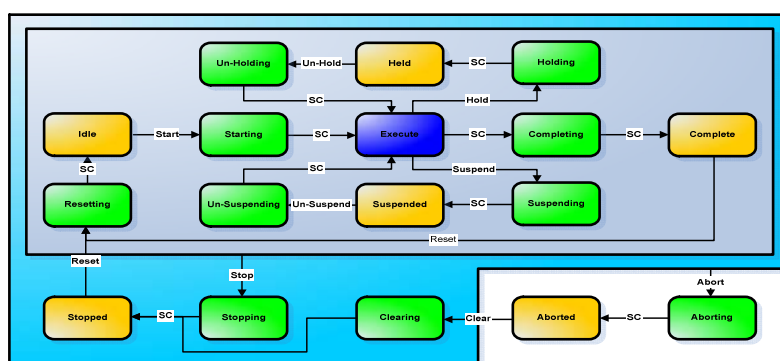 Un-Holding Un-Hold Held SC Holding
SC Hold
Idle Start Starting SC Execute SC Completing SC Complete
SC SC Suspend
Resetting Un-Suspending Un-Suspend Suspended SC Suspending
Reset
Reset Stop
Abort
Stopped SC Stopping Clearing Clear Aborted SC Aborting